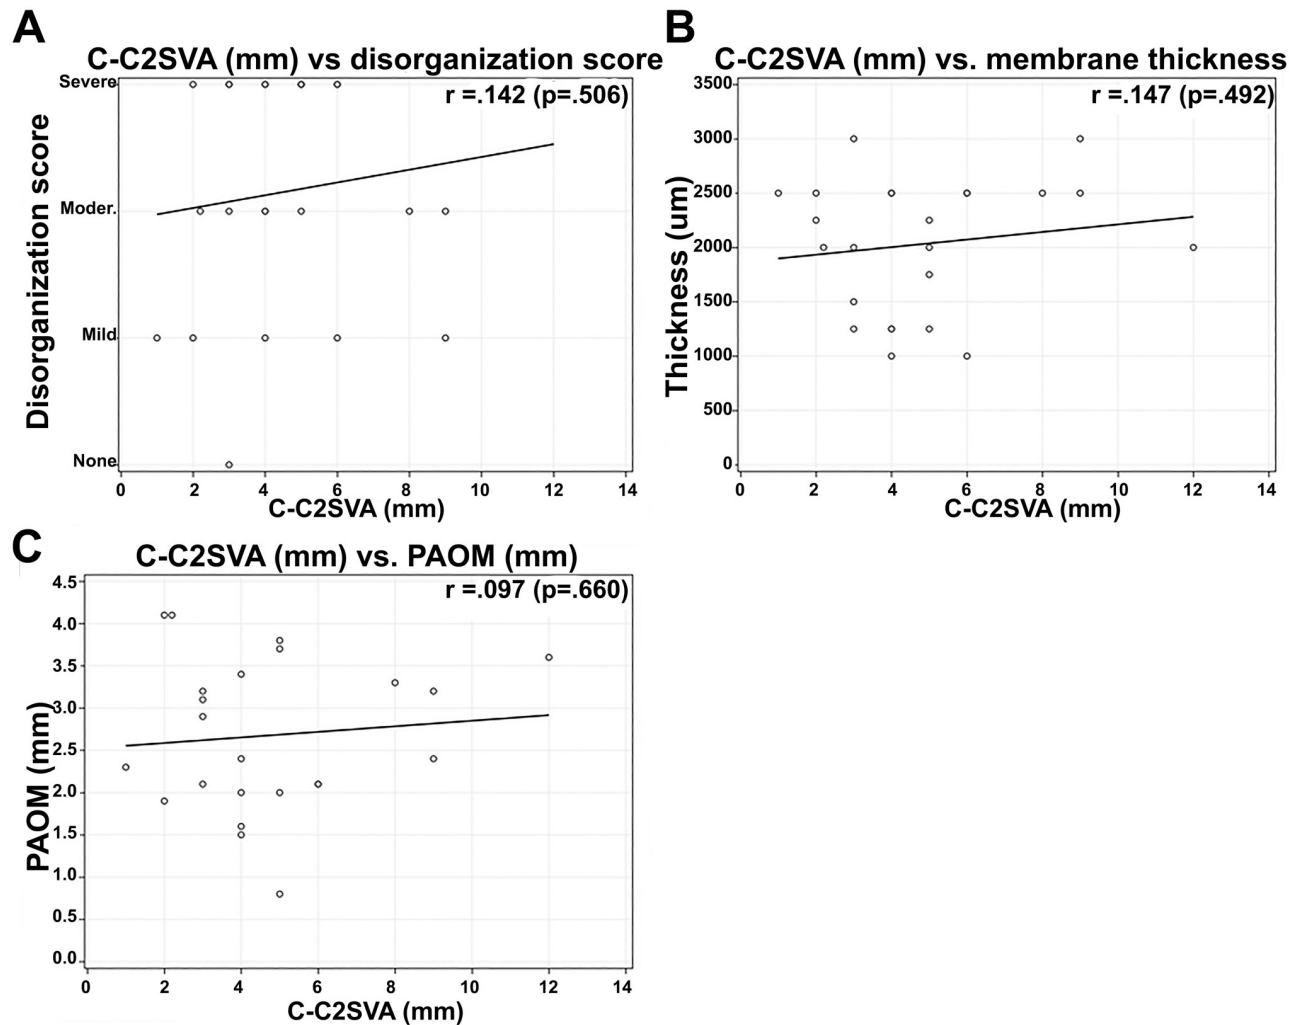 A
C-C2SVA (mm) vs disorganization score
r =.142 (p=.506)
Disorganization score
Severe
Moder.
Mild
None
0 2 4 6 8 10 12 14
C-C2SVA (mm)
B
C-C2SVA (mm) vs. membrane thickness
r =.147 (p=.492)
Thickness (um)
3500
3000
2500
2000
1500
1000
500
0
0 2 4 6 8 10 12 14
C-C2SVA (mm)
C
C-C2SVA (mm) vs. PAOM (mm)
r =.097 (p=.660)
PAOM (mm)
4.5
4.0
3.5
3.0
2.5
2.0
1.5
1.0
0.5
0.0
0 2 4 6 8 10 12 14
C-C2SVA (mm)